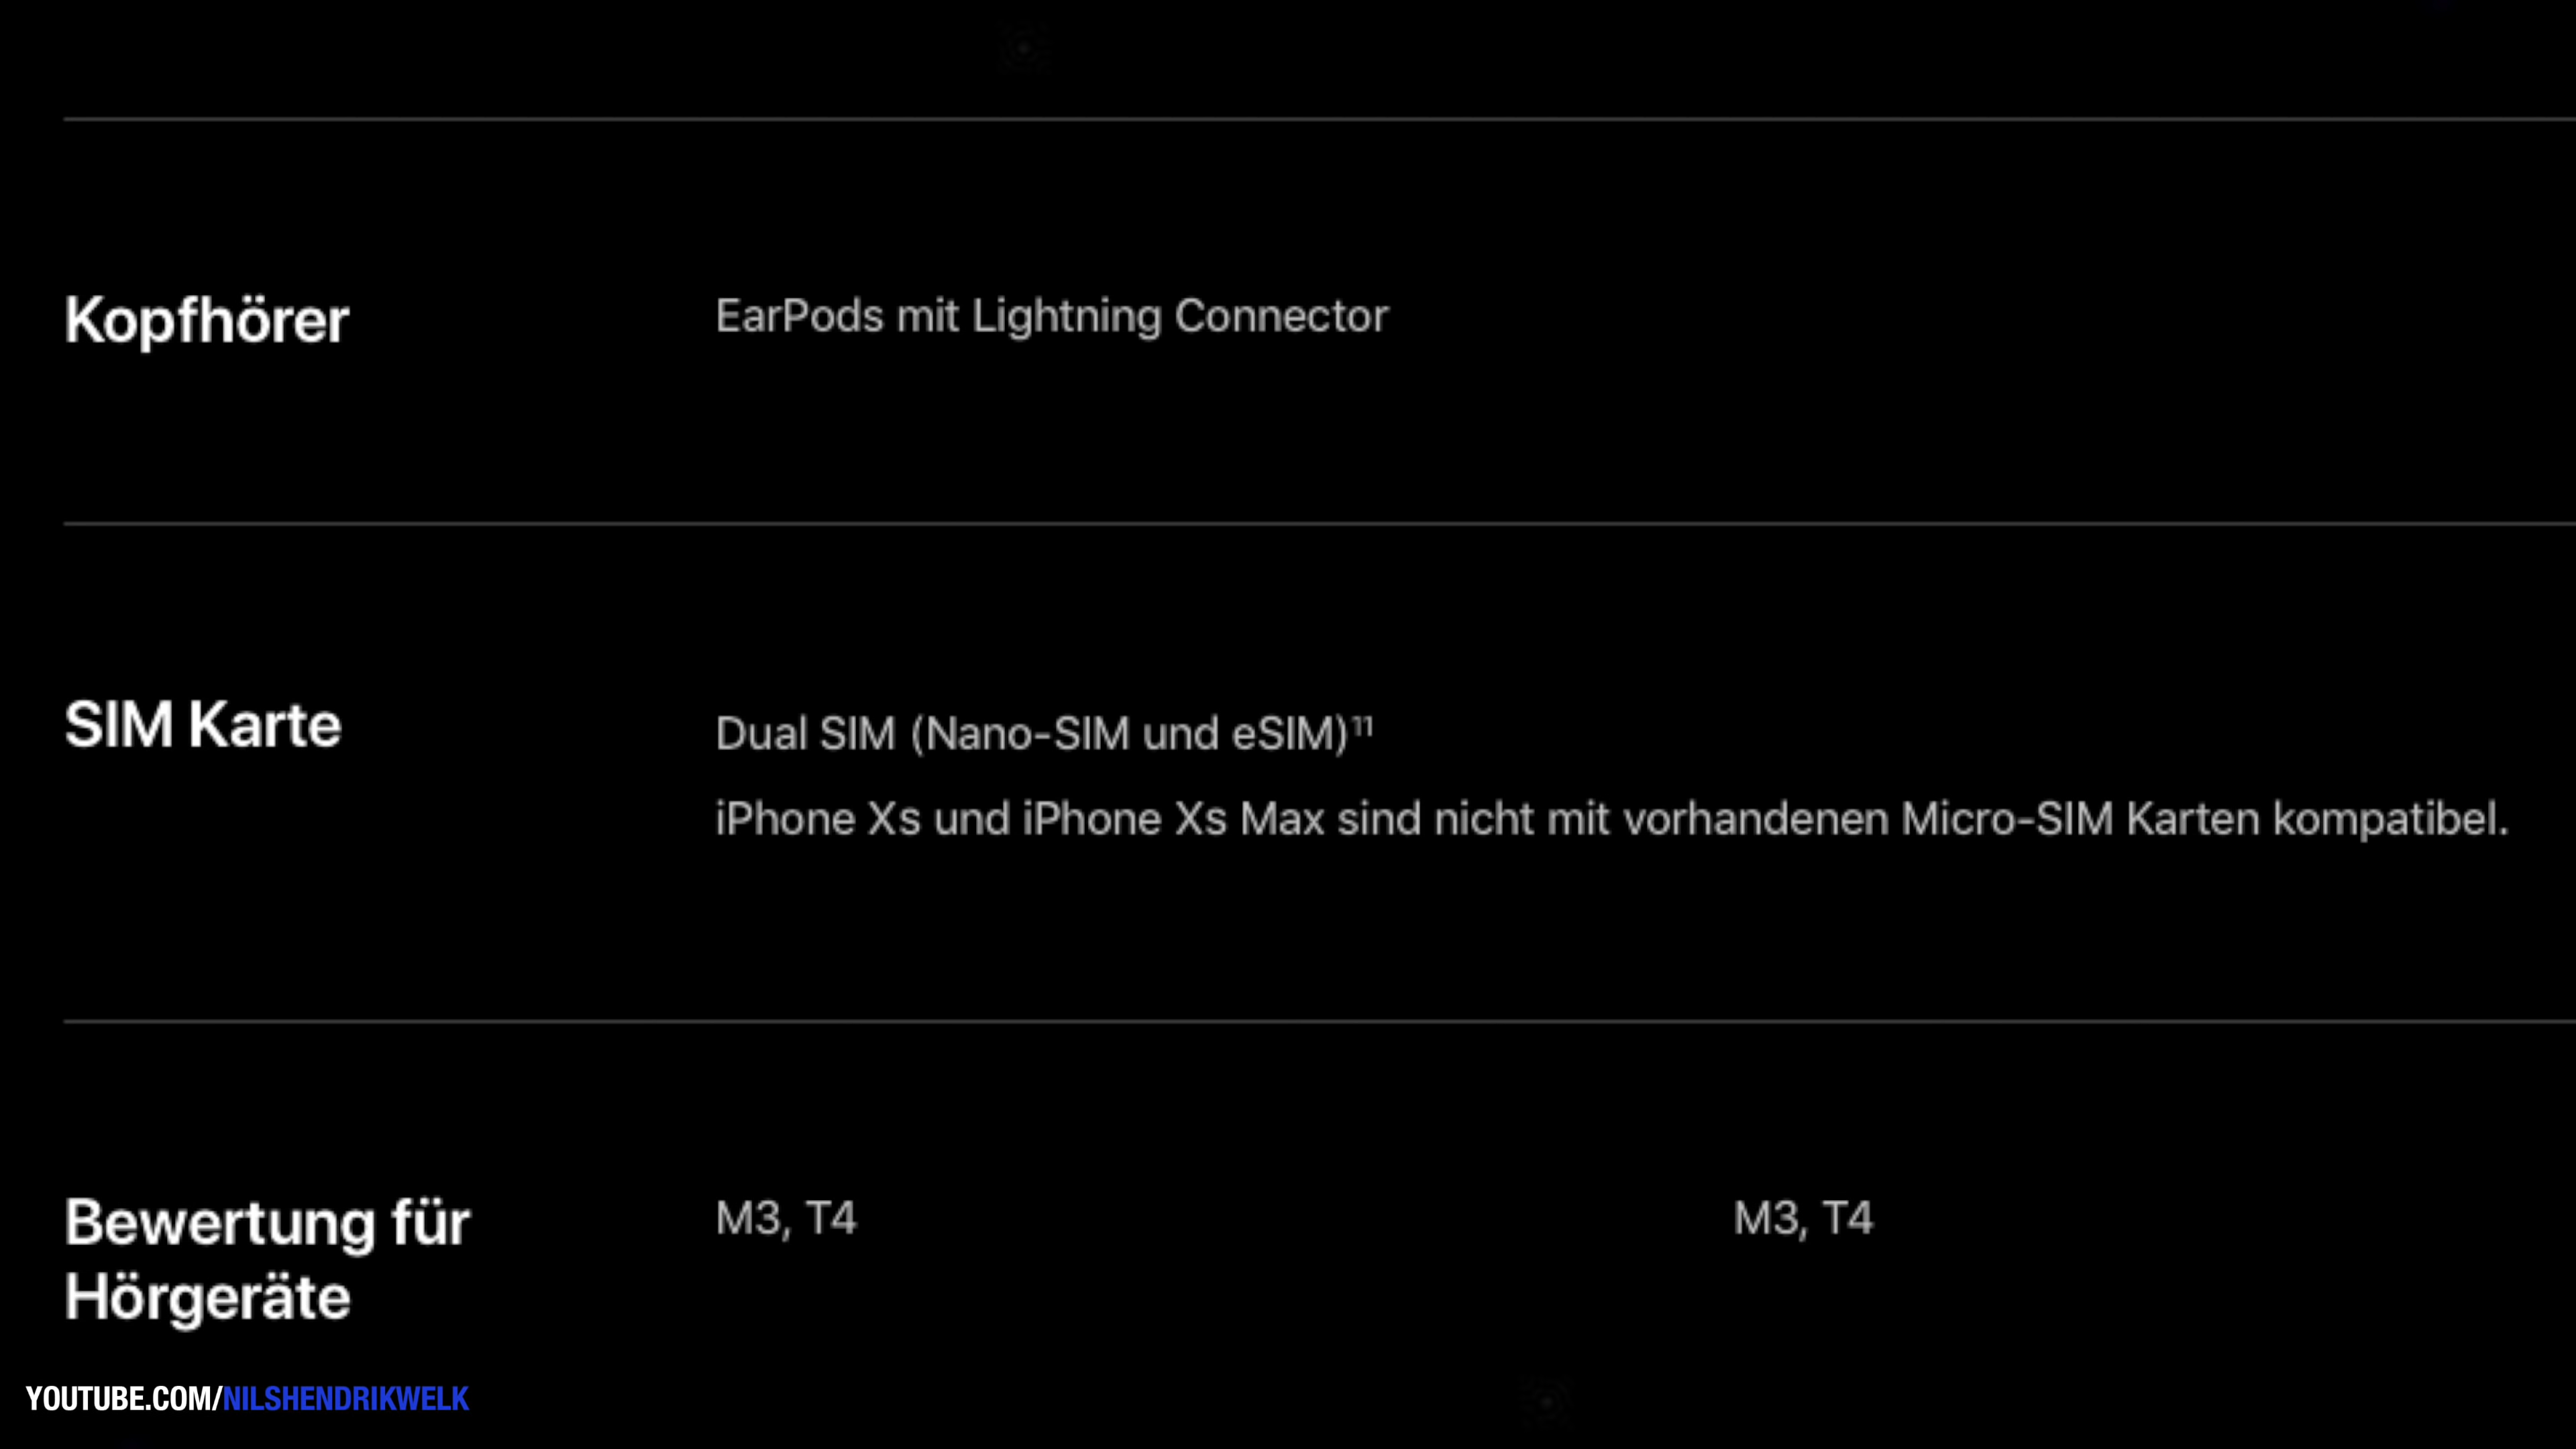 Kopfhörer
EarPods mit Lightning Connector
SIM Karte
Dual SIM (Nano-SIM und eSIM)¹¹
iPhone Xs und iPhone Xs Max sind nicht mit vorhandenen Micro-SIM Karten kompatibel.
Bewertung für
Hörgeräte
M3, T4
M3, T4
YOUTUBE.COM/NILSHENDRIKWELK